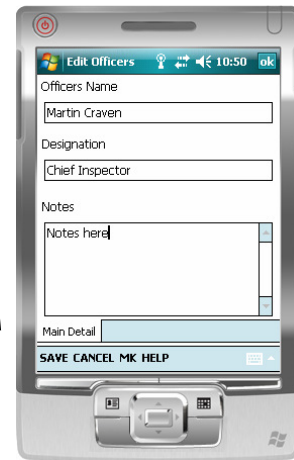 Edit Officers 10:50 ok
Officers Name
Martin Craven
Designation
Chief Inspector
Notes
Notes here
Main Detail
SAVE CANCEL MK HELP